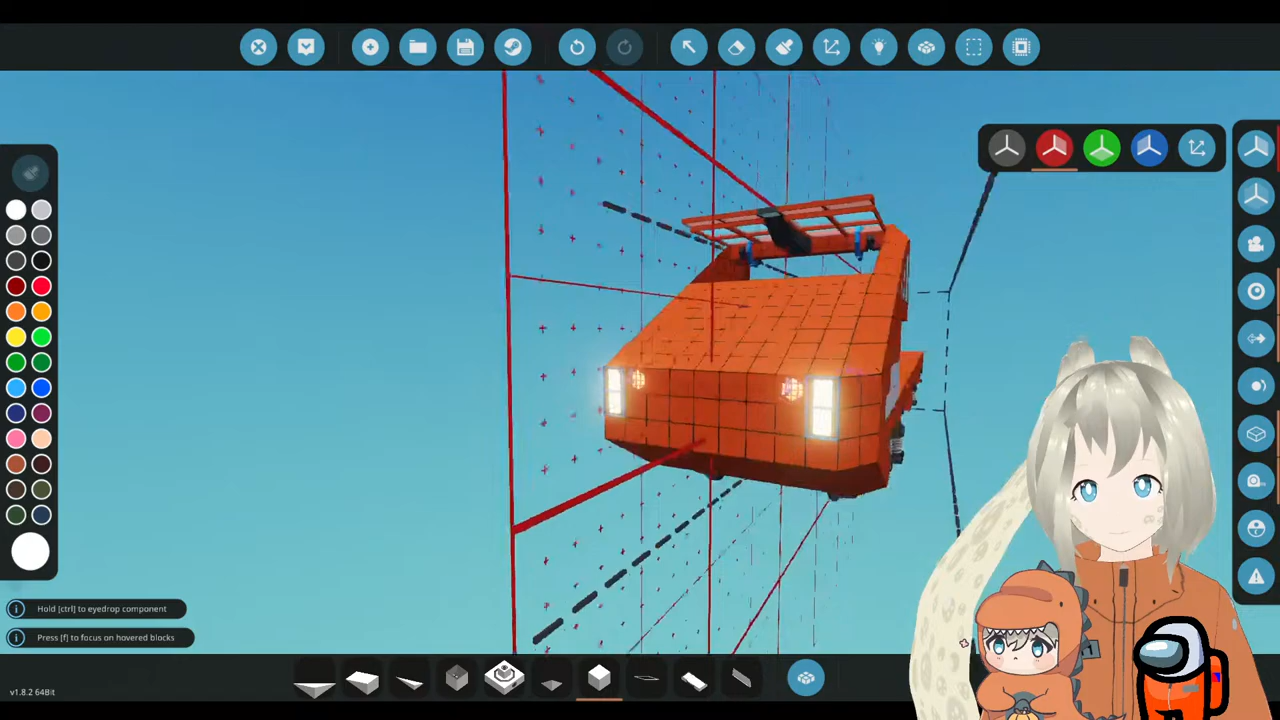 Hold [ctrl] to eyedrop component
Press [f] to focus on hovered blocks
v1.8.2 64Bit